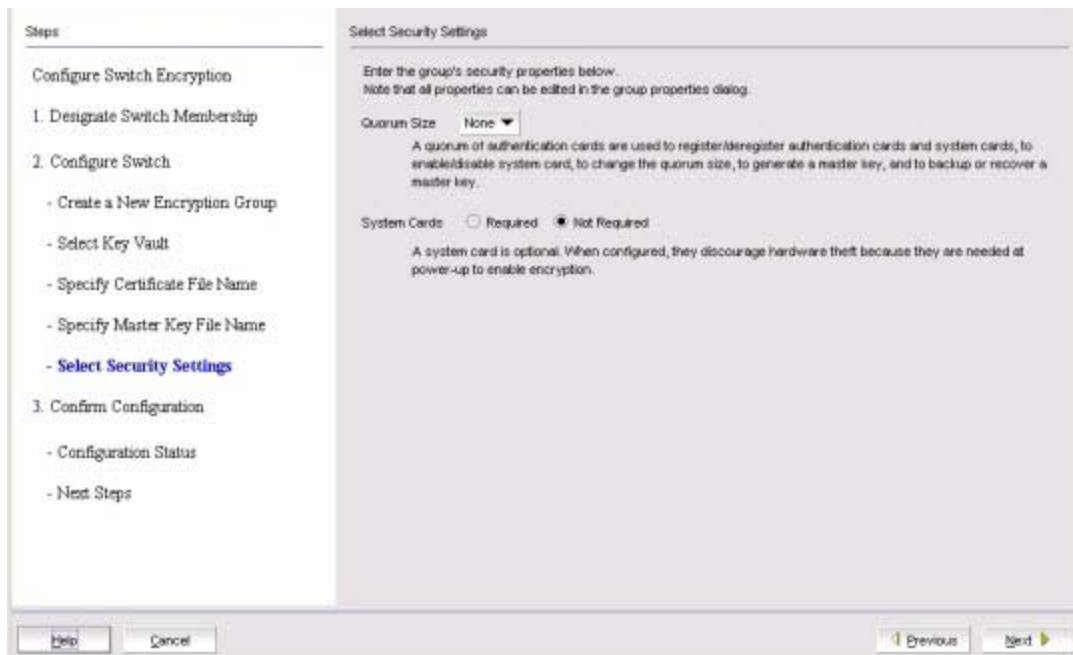 Steps
Configure Switch Encryption
1. Designate Switch Membership
2. Configure Switch
- Create a New Encryption Group
- Select Key Vault
- Specify Certificate File Name
- Specify Master Key File Name
- Select Security Settings
3. Confirm Configuration
- Configuration Status
- Next Steps
Select Security Settings
Enter the group's security properties below.
Note that all properties can be edited in the group properties dialog.
Quorum Size None
A quorum of authentication cards are used to register/deregister authentication cards and system cards, to
enable/disable system card, to change the quorum size, to generate a master key, and to backup or recover a
master key.
System Cards Required Not Required
A system card is optional. When configured, they discourage hardware theft because they are needed at
power-up to enable encryption.
Help Cancel Previous Next